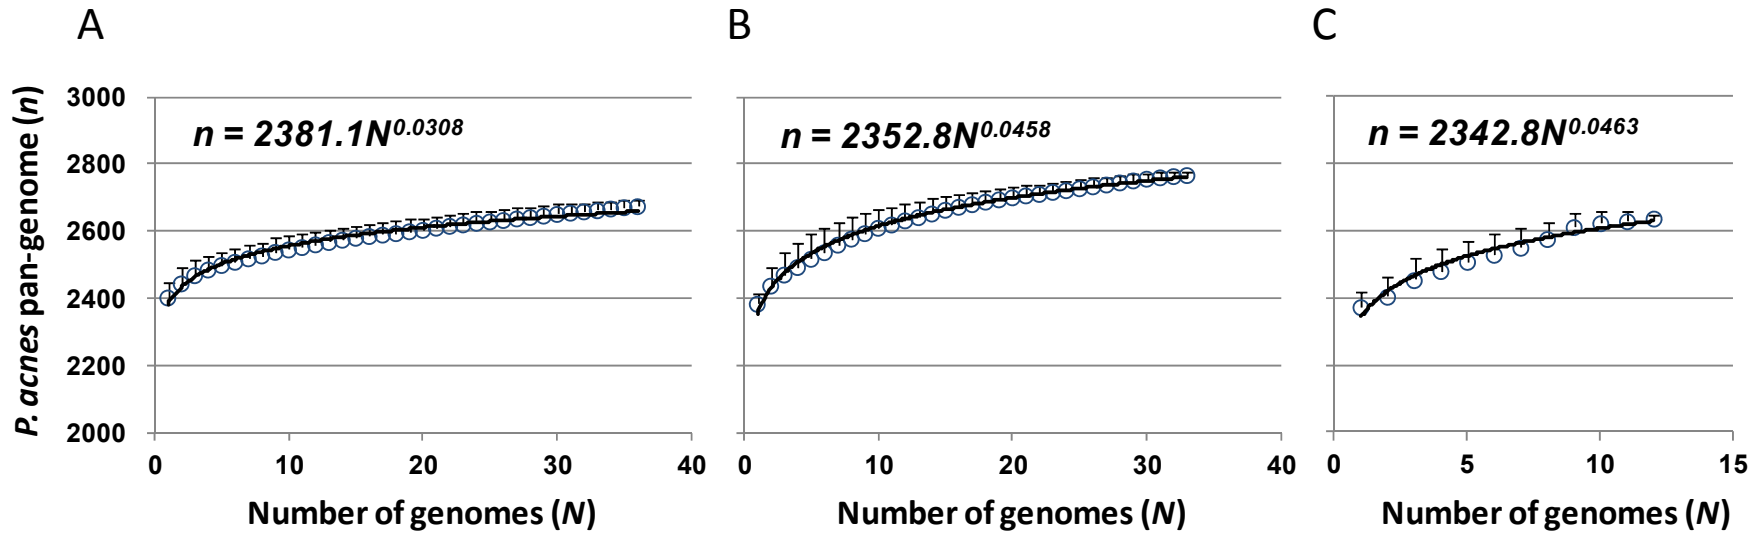 A B C
P. acnes pan-genome (n)
3000
2800
2600
2400
2200
2000
n = 2381.1N^0.0308
n = 2352.8N^0.0458
n = 2342.8N^0.0463
0 10 20 30 40
0 10 20 30 40
0 5 10 15
Number of genomes (N)
Number of genomes (N)
Number of genomes (N)